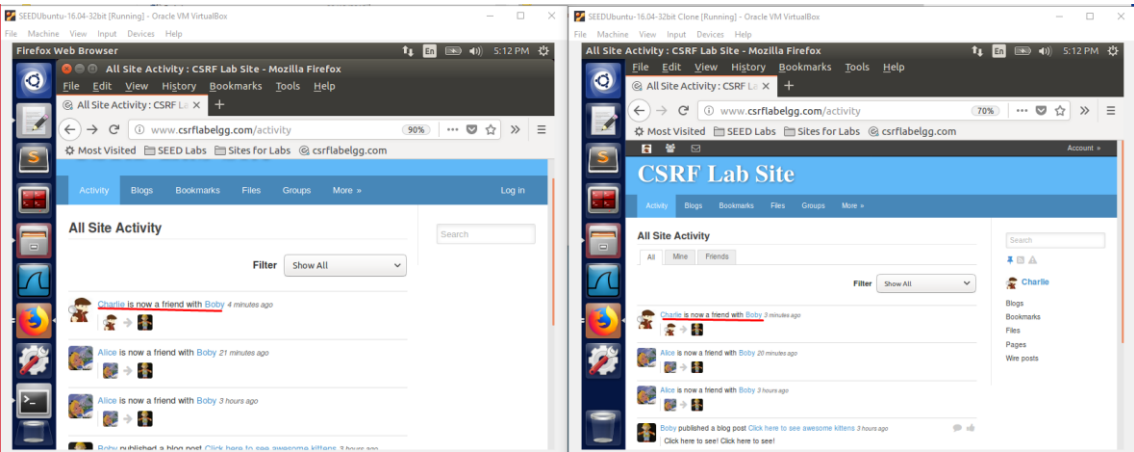 SEEDUbuntu-16.04-32bit [Running] - Oracle VM VirtualBox
File Machine View Input Devices Help
Firefox Web Browser
En 5:12 PM
All Site Activity : CSRF Lab Site - Mozilla Firefox
File Edit View History Bookmarks Tools Help
All Site Activity : CSRF La
www.csrflabelgg.com/activity 90%
Most Visited SEED Labs Sites for Labs csrflabelgg.com
Activity Blogs Bookmarks Files Groups More » Log in
All Site Activity
Search
Filter Show All
Charlie is now a friend with Boby 4 minutes ago
Alice is now a friend with Boby 21 minutes ago
Alice is now a friend with Boby 3 hours ago
Boby published a blog post Click here to see awesome kittens 3 hours ago
SEEDUbuntu-16.04-32bit Clone [Running] - Oracle VM VirtualBox
File Machine View Input Devices Help
All Site Activity : CSRF Lab Site - Mozilla Firefox
En 5:12 PM
File Edit View History Bookmarks Tools Help
All Site Activity : CSRF La
www.csrflabelgg.com/activity 70%
Most Visited SEED Labs Sites for Labs csrflabelgg.com
Account »
CSRF Lab Site
Activity Blogs Bookmarks Files Groups More »
All Site Activity
Search
All Mine Friends
Filter Show All
Charlie
Blogs
Bookmarks
Files
Pages
Wire posts
Charlie is now a friend with Boby 3 minutes ago
Alice is now a friend with Boby 20 minutes ago
Alice is now a friend with Boby 3 hours ago
Boby published a blog post Click here to see awesome kittens 3 hours ago
Click here to see! Click here to see!